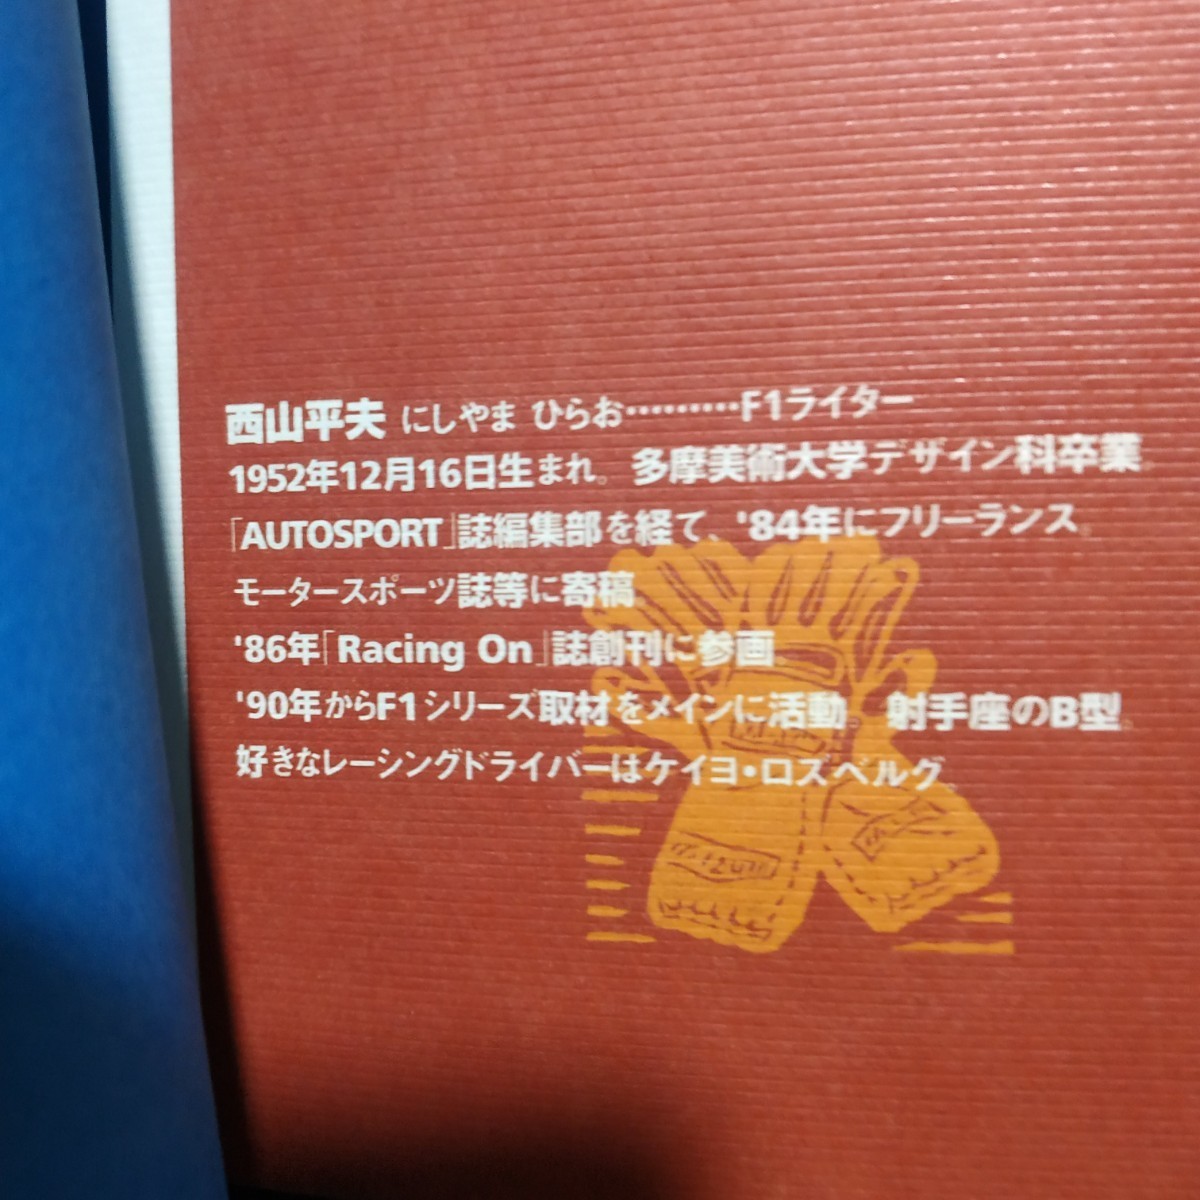 西山平夫 にしやま ひらお………F1ライター
1952年12月16日生まれ。多摩美術大学デザイン科卒業。
「AUTOSPORT」誌編集部を経て、'84年にフリーランス。
モータースポーツ誌等に寄稿
'86年「Racing On」誌創刊に参画。
'90年からF1シリーズ取材をメインに活動。射手座のB型。
好きなレーシングドライバーはケイヨ・ロズベルグ。